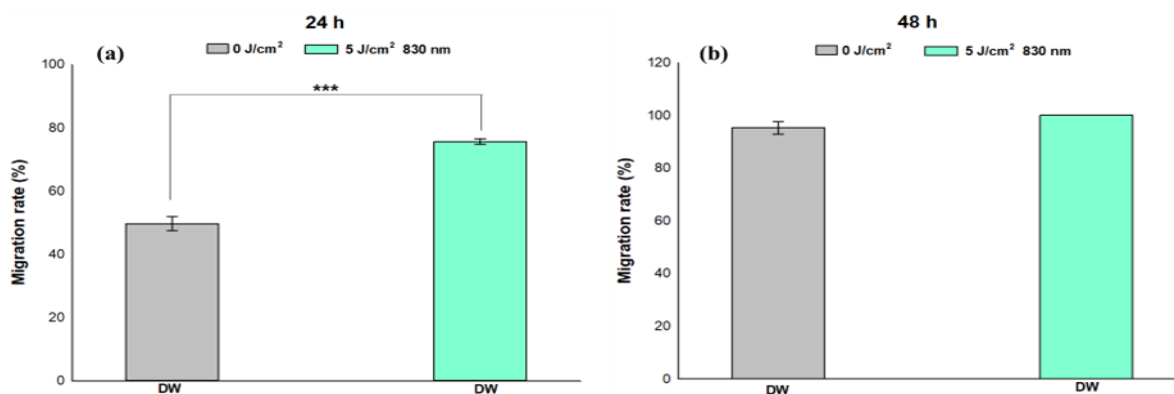 24 h
(a)
0 J/cm² 5 J/cm² 830 nm
***
Migration rate (%)
100
80
60
40
20
0
DW DW
48 h
(b)
0 J/cm² 5 J/cm² 830 nm
Migration rate (%)
120
100
80
60
40
20
0
DW DW